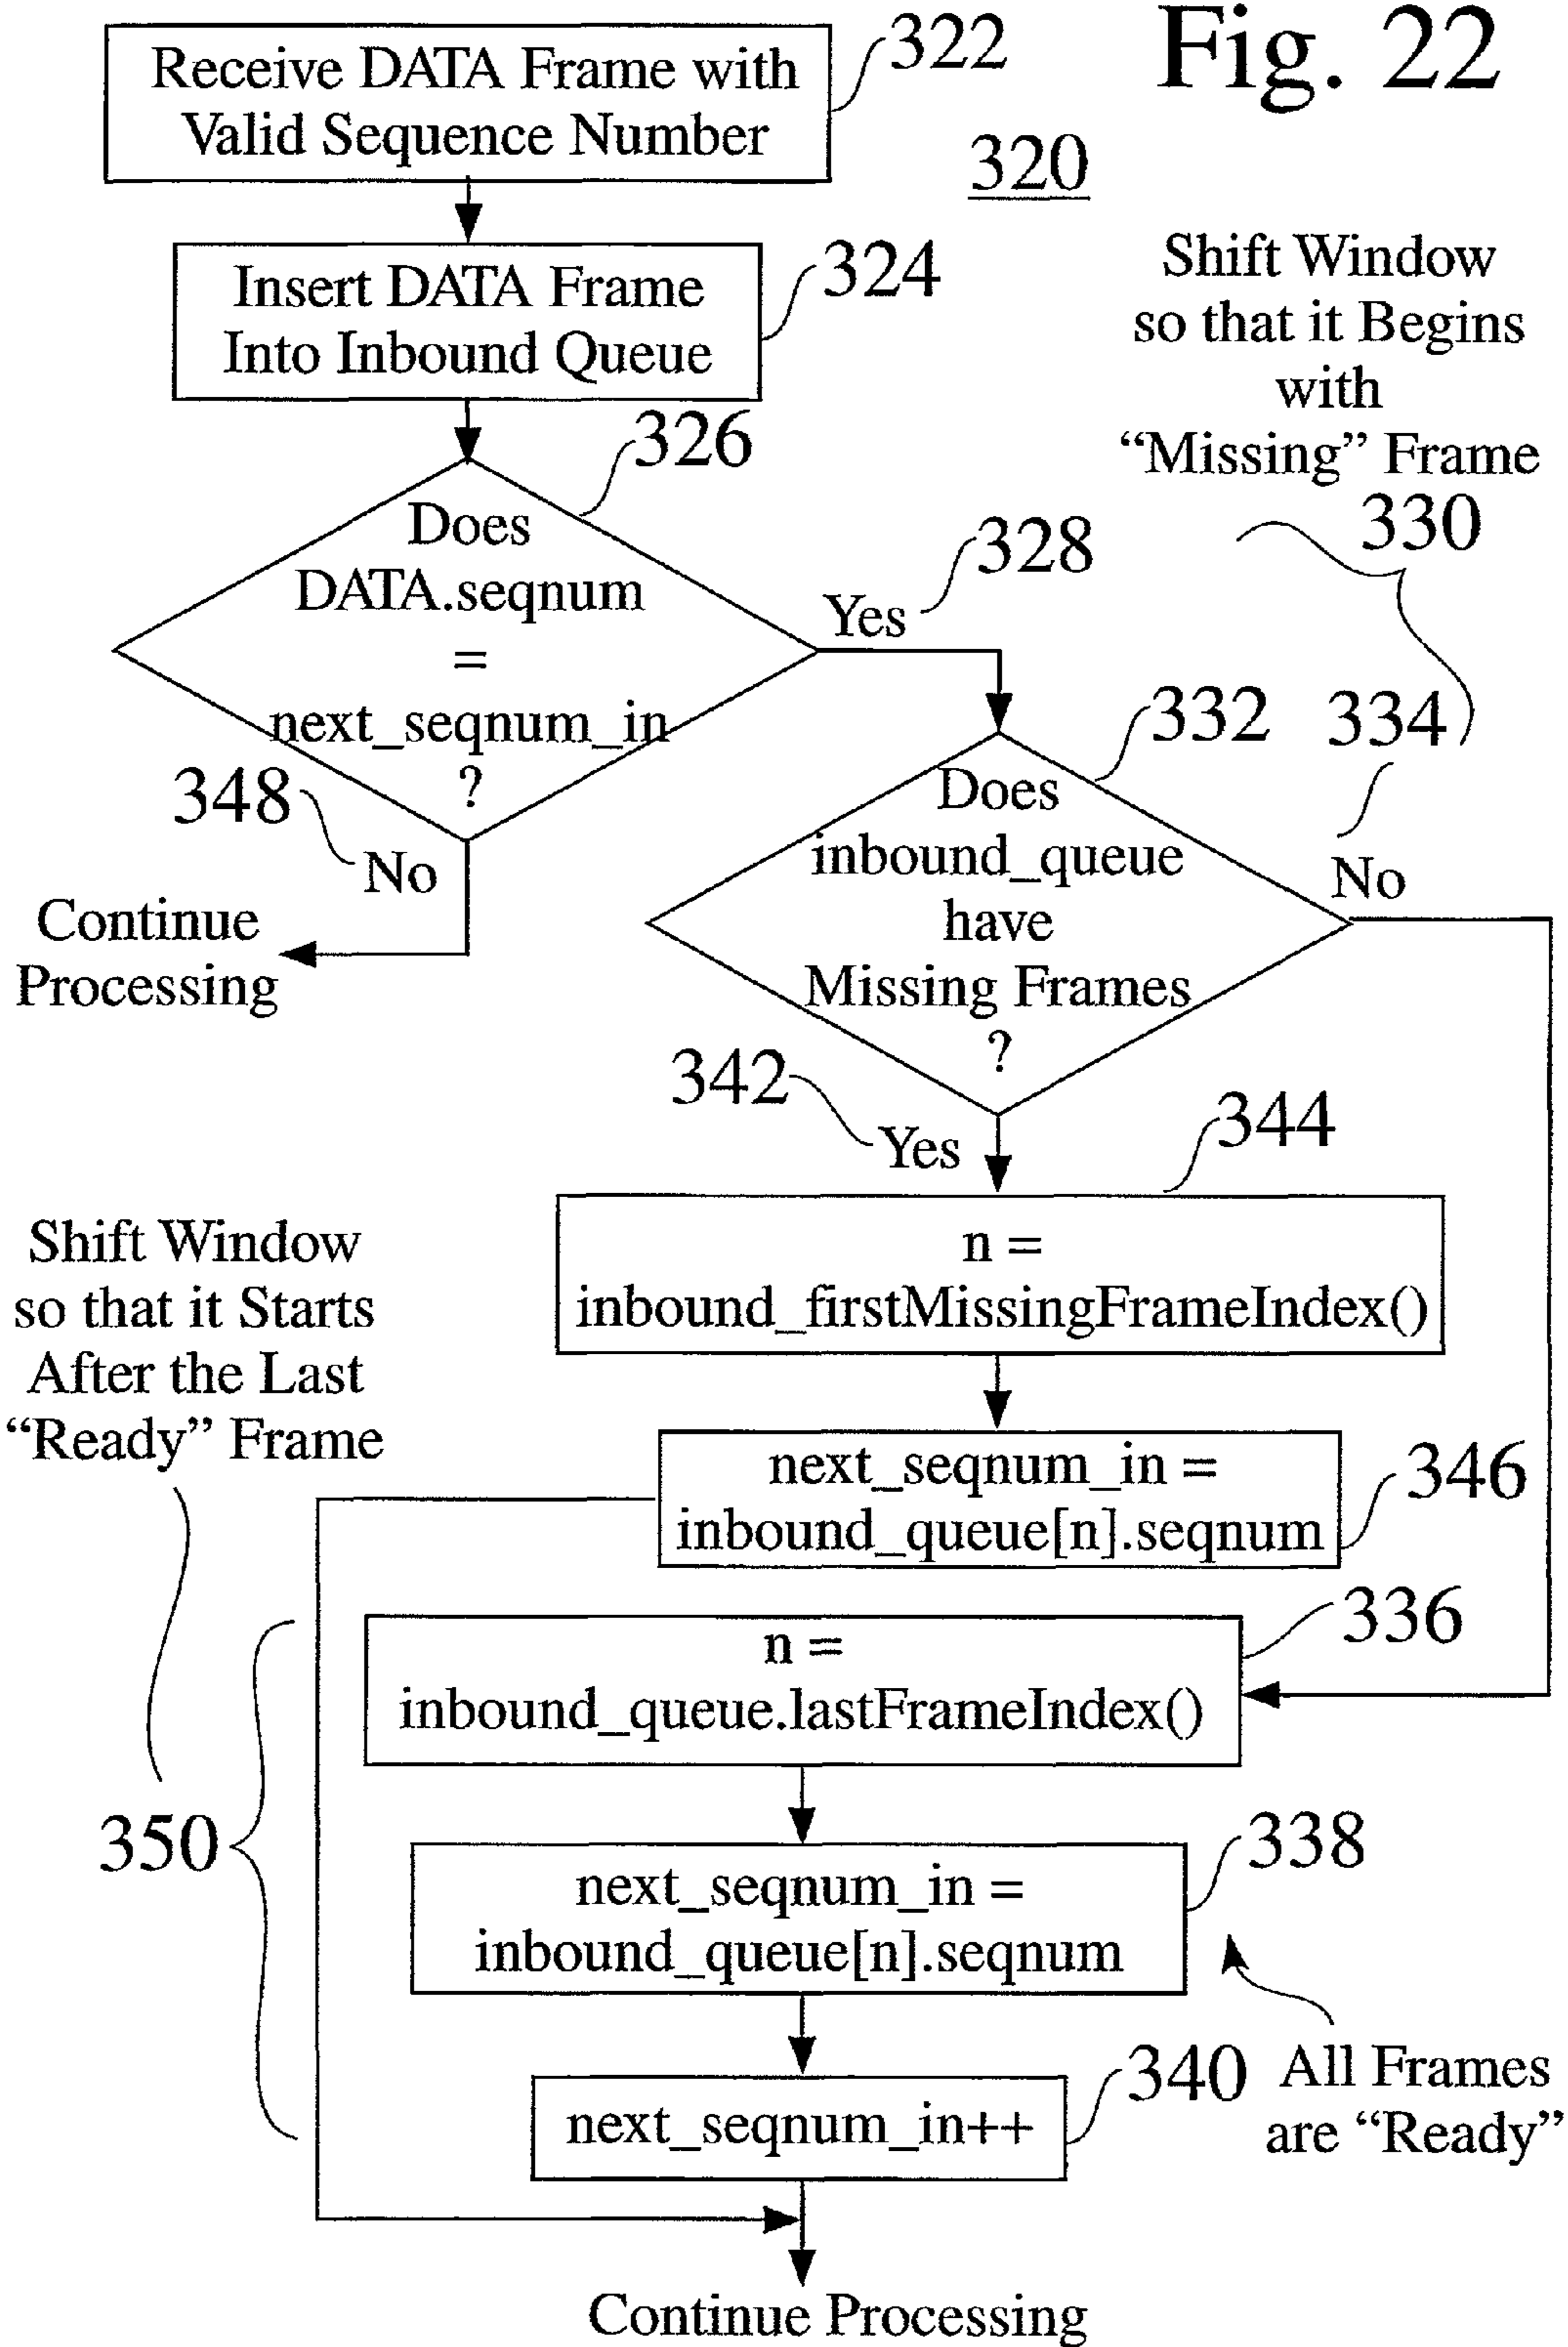 Fig. 22
320
Receive DATA Frame with
Valid Sequence Number
322
Insert DATA Frame
Into Inbound Queue
324
Shift Window
so that it Begins
with
“Missing” Frame
330
326
Does
DATA.seqnum
=
next_seqnum_in
?
Yes
328
348
No
Continue
Processing
332
334
Does
inbound_queue
have
Missing Frames
?
No
342
Yes
344
n =
inbound_firstMissingFrameIndex()
Shift Window
so that it Starts
After the Last
“Ready” Frame
next_seqnum_in =
inbound_queue[n].seqnum
346
336
n =
inbound_queue.lastFrameIndex()
350
338
next_seqnum_in =
inbound_queue[n].seqnum
340
All Frames
are “Ready”
next_seqnum_in++
Continue Processing